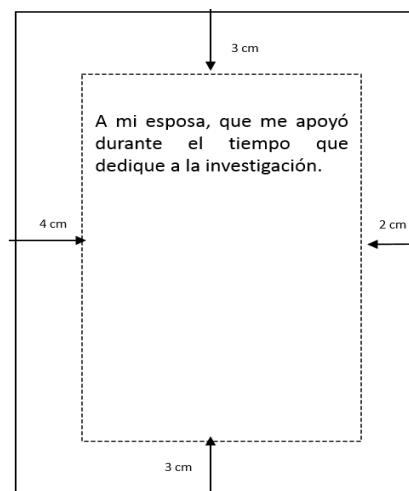 3 cm
A mi esposa, que me apoyó
durante el tiempo que
dedique a la investigación.
4 cm
2 cm
3 cm